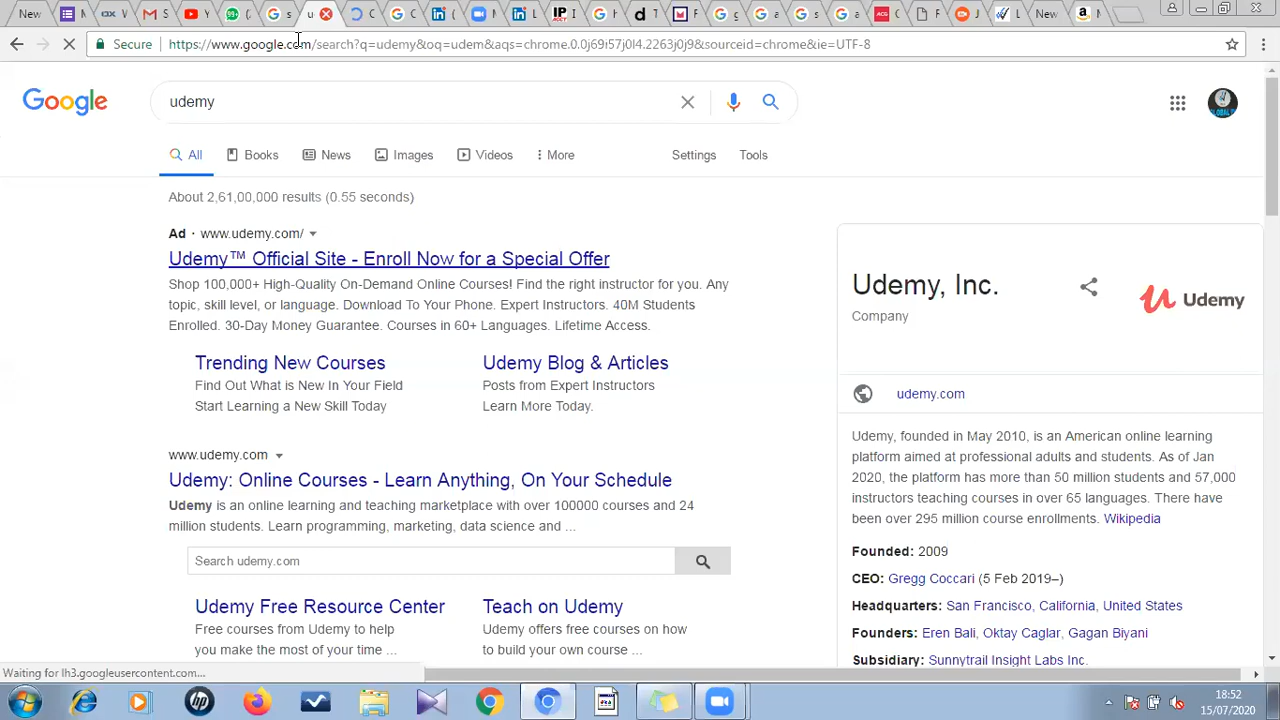 New
M
OX
M S
Y
99
G s
u
C
G C
in (
M
in L
IP
G H
d T
F
G g
G a
G s
G a
ACG C
F
J
New
a M
Secure https://www.google.com/search?q=udemy&oq=udem&aqs=chrome.0.0j69i57j0l4.2263j0j9&sourceid=chrome&ie=UTF-8
Google
udemy
All Books News Images Videos More Settings Tools
About 2,61,00,000 results (0.55 seconds)
Ad · www.udemy.com/
Udemy™ Official Site - Enroll Now for a Special Offer
Shop 100,000+ High-Quality On-Demand Online Courses! Find the right instructor for you. Any
topic, skill level, or language. Download To Your Phone. Expert Instructors. 40M Students
Enrolled. 30-Day Money Guarantee. Courses in 60+ Languages. Lifetime Access.
Trending New Courses
Find Out What is New In Your Field
Start Learning a New Skill Today
Udemy Blog & Articles
Posts from Expert Instructors
Learn More Today.
www.udemy.com
Udemy: Online Courses - Learn Anything, On Your Schedule
Udemy is an online learning and teaching marketplace with over 100000 courses and 24
million students. Learn programming, marketing, data science and ...
Search udemy.com
Udemy Free Resource Center
Free courses from Udemy to help
you make the most of your time ...
Teach on Udemy
Udemy offers free courses on how
to build your own course ...
Udemy, Inc.
Company
Udemy
udemy.com
Udemy, founded in May 2010, is an American online learning
platform aimed at professional adults and students. As of Jan
2020, the platform has more than 50 million students and 57,000
instructors teaching courses in over 65 languages. There have
been over 295 million course enrollments. Wikipedia
Founded: 2009
CEO: Gregg Coccari (5 Feb 2019–)
Headquarters: San Francisco, California, United States
Founders: Eren Bali, Oktay Caglar, Gagan Biyani
Subsidiary: Sunnytrail Insight Labs Inc.
Waiting for lh3.googleusercontent.com...
hp
18:52
15/07/2020